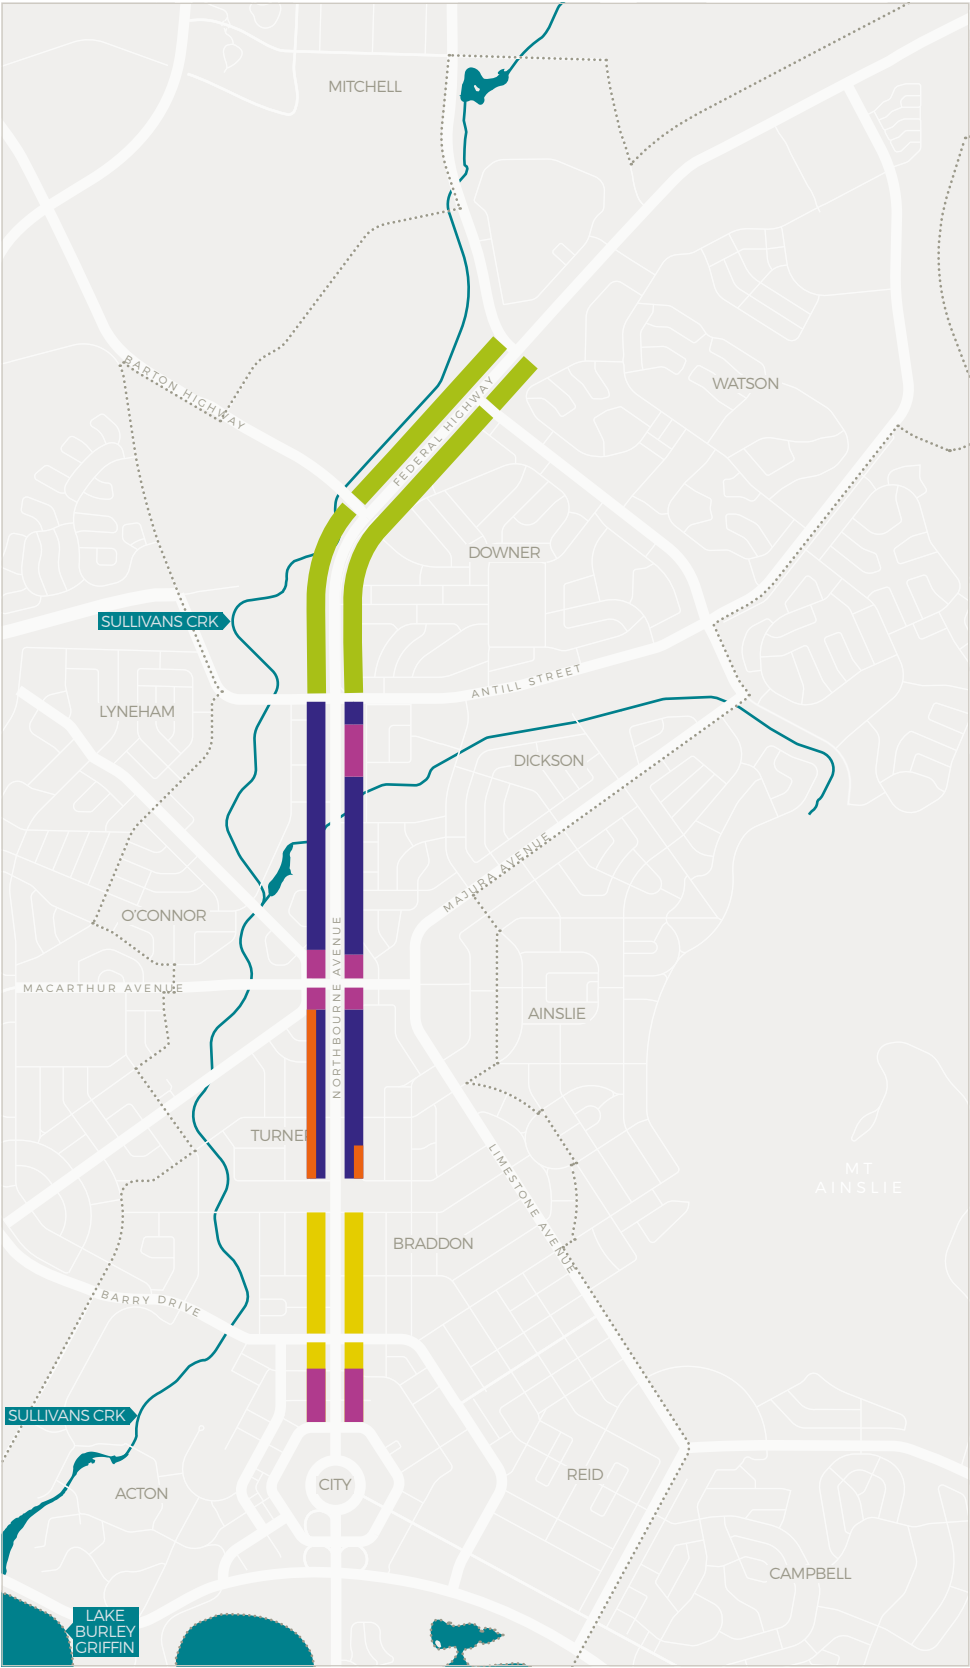 MITCHELL
WATSON
BARTON HIGHWAY
FEDERAL HIGHWAY
DOWNER
SULLIVANS CRK
ANTILL STREET
LYNEHAM
DICKSON
MAJURA AVENUE
O'CONNOR
NORTHBOURNE AVENUE
MACARTHUR AVENUE
AINSLIE
TURNER
LIMESTONE AVENUE
MT
AINSLIE
BRADDON
BARRY DRIVE
SULLIVANS CRK
REID
CITY
ACTON
CAMPBELL
LAKE
BURLEY
GRIFFIN